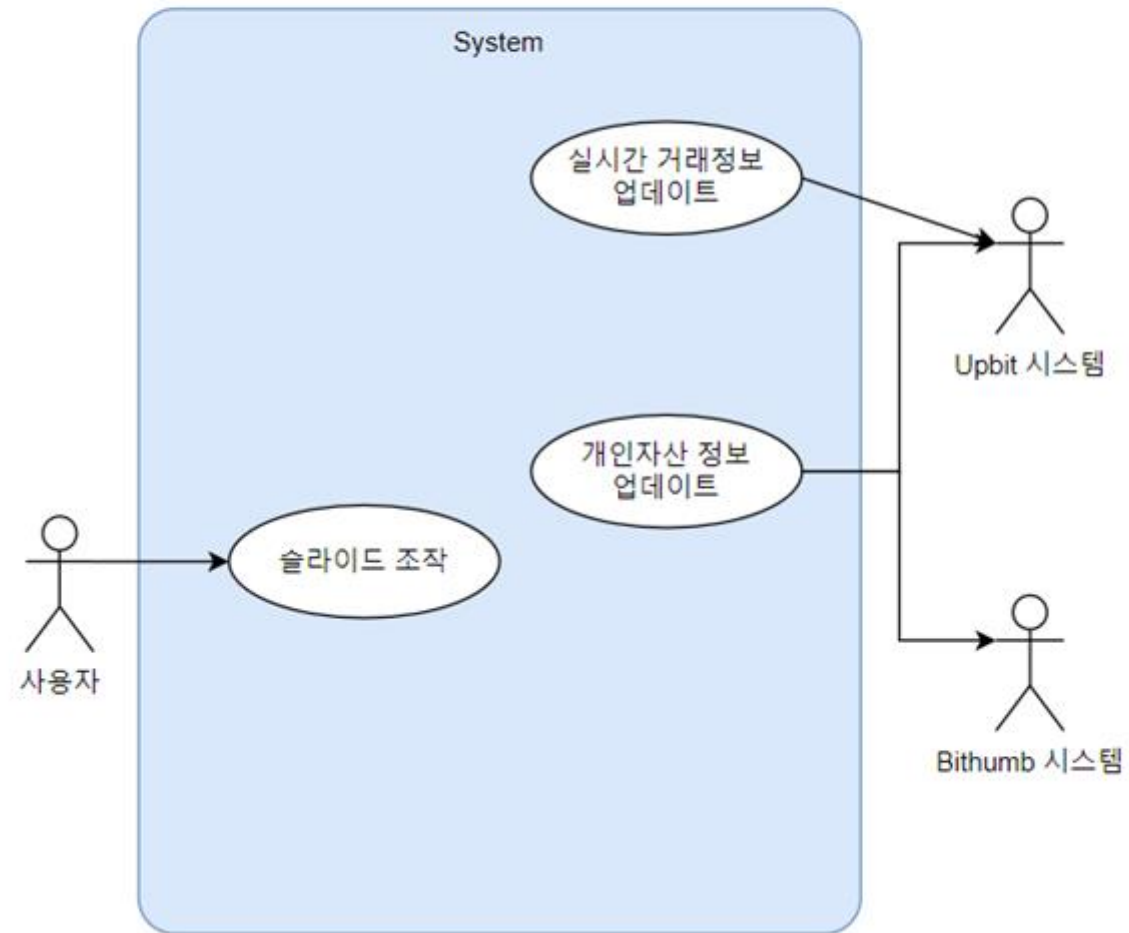 System
실시간 거래정보
업데이트
Upbit 시스템
개인자산 정보
업데이트
슬라이드 조작
사용자
Bithumb 시스템